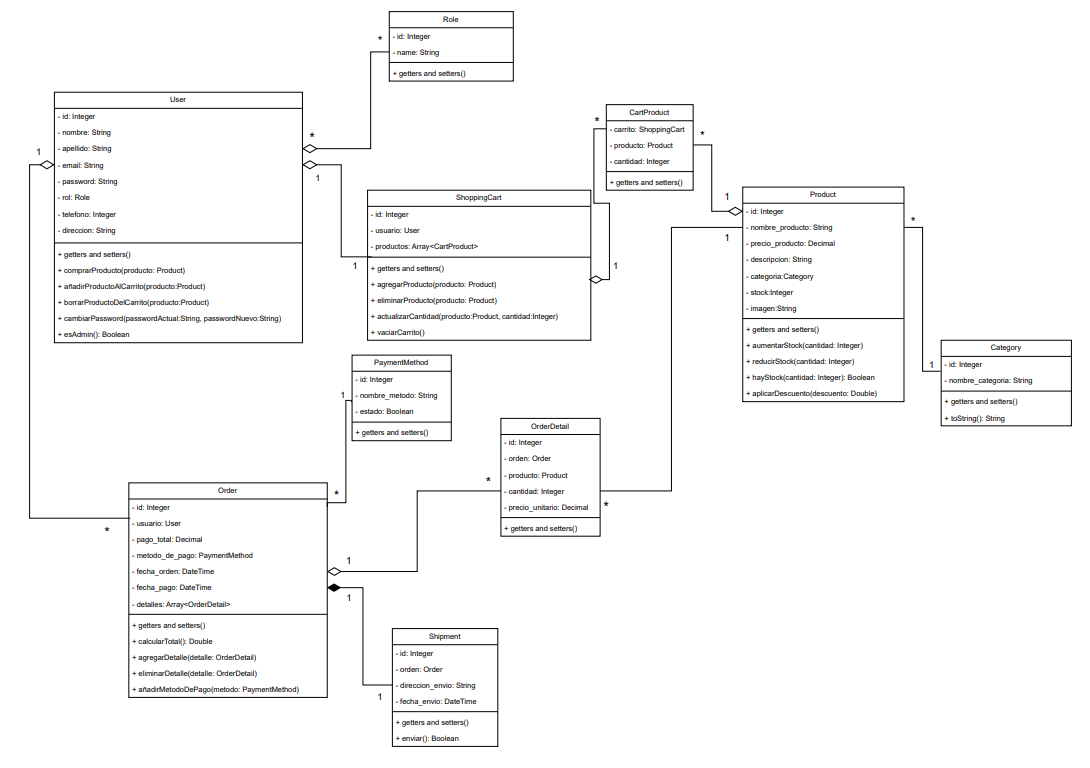 Role
- id: Integer
- name: String
+ getters and setters()
*
*
User
- id: Integer
- nombre: String
- apellido: String
- email: String
- password: String
- rol: Role
- telefono: Integer
- direccion: String
+ getters and setters()
+ comprarProducto(producto: Product)
+ añadirProductoAlCarrito(producto:Product)
+ borrarProductoDelCarrito(producto:Product)
+ cambiarPassword(passwordActual:String, passwordNuevo:String)
+ esAdmin(): Boolean
1
1
1
ShoppingCart
- id: Integer
- usuario: User
- productos: Array<CartProduct>
+ getters and setters()
+ agregarProducto(producto: Product)
+ eliminarProducto(producto: Product)
+ actualizarCantidad(producto:Product, cantidad:Integer)
+ vaciarCarrito()
1
*
CartProduct
- carrito: ShoppingCart
- producto: Product
- cantidad: Integer
+ getters and setters()
*
1
1
Product
- id: Integer
- nombre_producto: String
- precio_producto: Decimal
- descripcion: String
- categoria:Category
- stock:Integer
- imagen:String
+ getters and setters()
+ aumentarStock(cantidad: Integer)
+ reducirStock(cantidad: Integer)
+ hayStock(cantidad: Integer): Boolean
+ aplicarDescuento(descuento: Double)
*
1
Category
- id: Integer
- nombre_categoria: String
+ getters and setters()
+ toString(): String
PaymentMethod
- id: Integer
- nombre_metodo: String
- estado: Boolean
+ getters and setters()
1
*
OrderDetail
- id: Integer
- orden: Order
- producto: Product
- cantidad: Integer
- precio_unitario: Decimal
+ getters and setters()
*
*
Order
- id: Integer
- usuario: User
- pago_total: Decimal
- metodo_de_pago: PaymentMethod
- fecha_orden: DateTime
- fecha_pago: DateTime
- detalles: Array<OrderDetail>
+ getters and setters()
+ calcularTotal(): Double
+ agregarDetalle(detalle: OrderDetail)
+ eliminarDetalle(detalle: OrderDetail)
+ añadirMetodoDePago(metodo: PaymentMethod)
*
1
1
1
Shipment
- id: Integer
- orden: Order
- direccion_envio: String
- fecha_envio: DateTime
+ getters and setters()
+ enviar(): Boolean